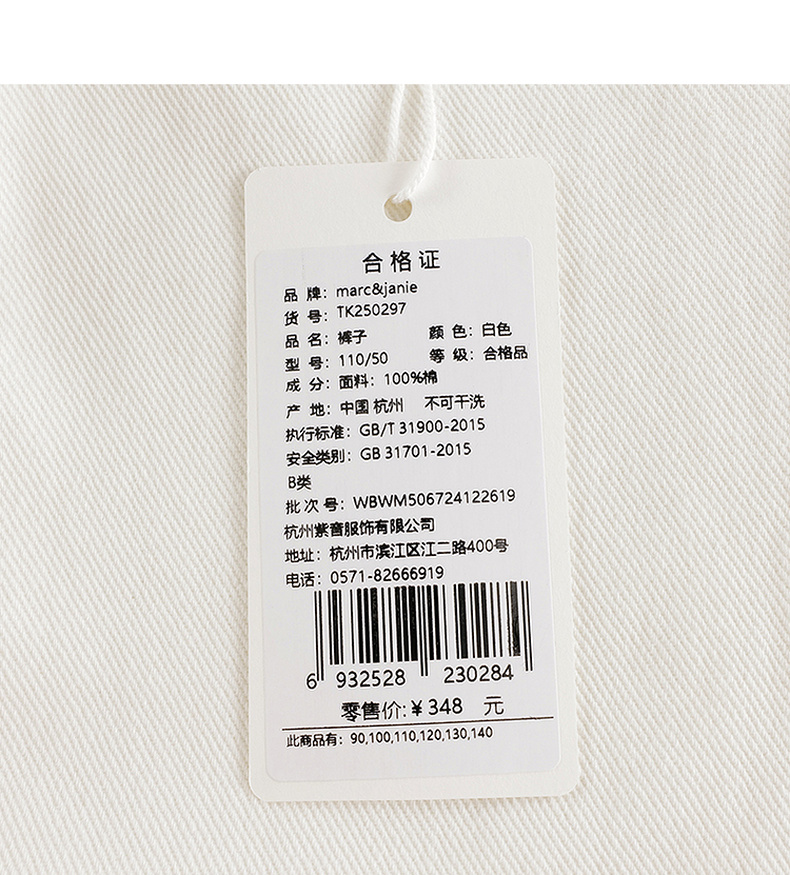 合格证
品 牌：marc&janie
货 号：TK250297
品 名：裤子 颜 色：白色
型 号：110/50 等 级：合格品
成 分：面料：100%棉
产 地：中国 杭州 不可干洗
执行标准：GB/T 31900-2015
安全类别：GB 31701-2015
B类
批 次 号：WBWM506724122619
杭州紫音服饰有限公司
地址：杭州市滨江区江二路400号
电话：0571-82666919
6 932528 230284
零售价:￥348 元
此商品有：90,100,110,120,130,140